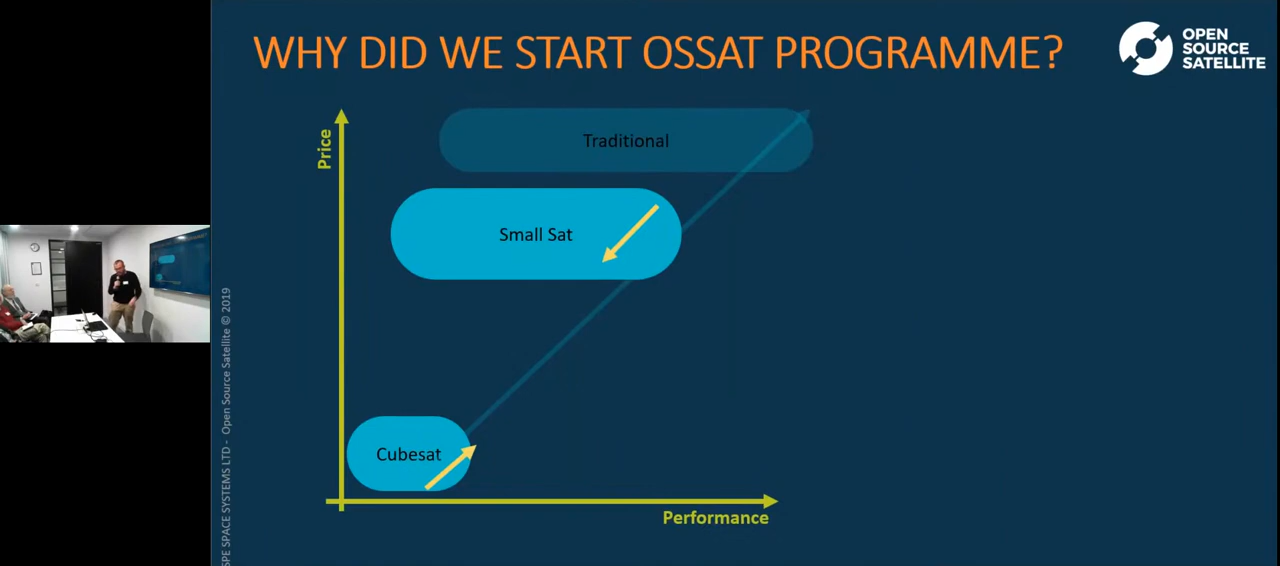 WHY DID WE START OSSAT PROGRAMME?
OPEN
SOURCE
SATELLITE
Price
Traditional
Small Sat
Cubesat
Performance
SPE SPACE SYSTEMS LTD - Open Source Satellite © 2019